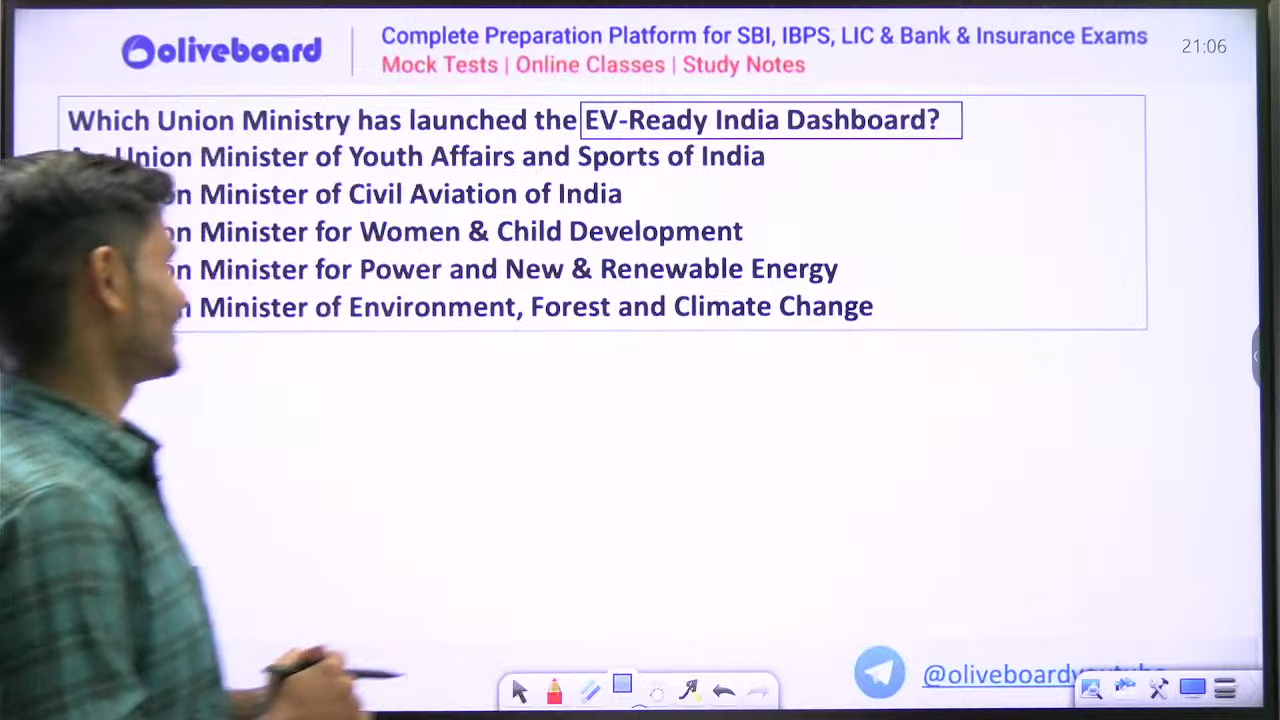 oliveboard
Complete Preparation Platform for SBI, IBPS, LIC & Bank & Insurance Exams
Mock Tests | Online Classes | Study Notes
21:06
Which Union Ministry has launched the EV-Ready India Dashboard?
Union Minister of Youth Affairs and Sports of India
Minister of Civil Aviation of India
Minister for Women & Child Development
Minister for Power and New & Renewable Energy
Minister of Environment, Forest and Climate Change